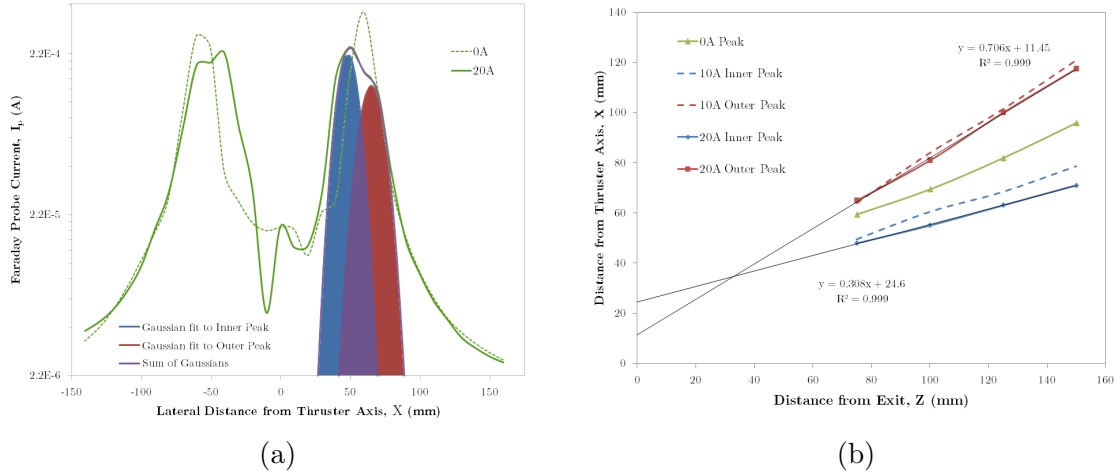 2.2E-4
2.2E-5
2.2E-6
Faraday Probe Current, Ip (A)
0A
20A
Gaussian fit to Inner Peak
Gaussian fit to Outer Peak
Sum of Gaussians
-150 -100 -50 0 50 100 150
Lateral Distance from Thruster Axis, X (mm)
(a)
140
120
100
80
60
40
20
0
Distance from Thruster Axis, X (mm)
0A Peak
10A Inner Peak
10A Outer Peak
20A Inner Peak
20A Outer Peak
y = 0.706x + 11.45
R² = 0.999
y = 0.308x + 24.6
R² = 0.999
0 20 40 60 80 100 120 140 160
Distance from Exit, Z (mm)
(b)